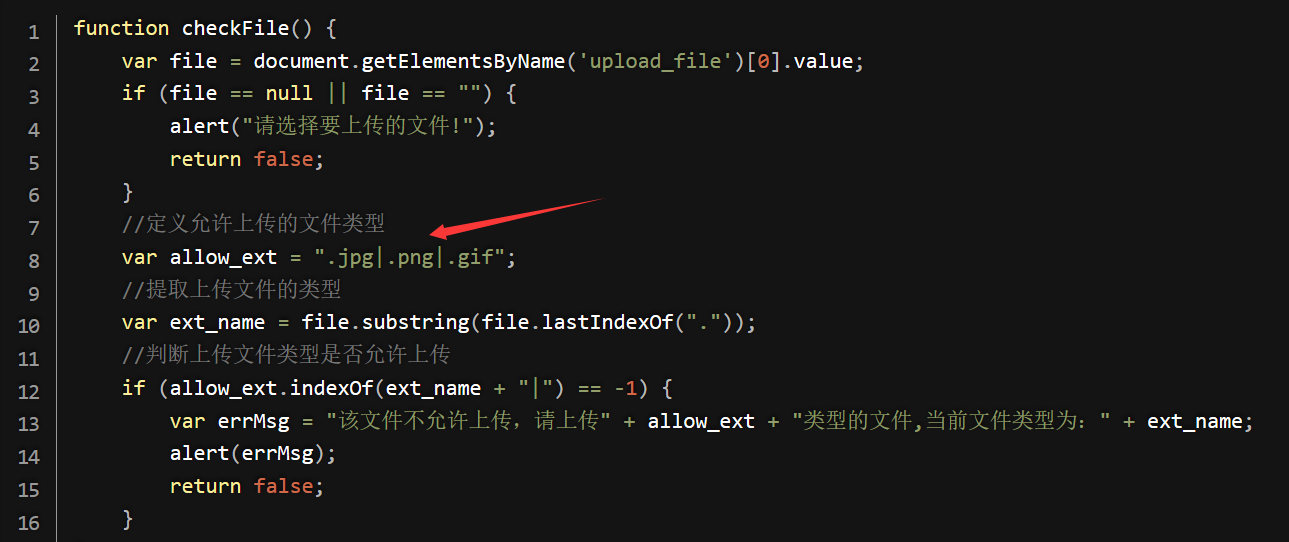 1 function checkFile() {
2 var file = document.getElementsByName('upload_file')[0].value;
3 if (file == null || file == "") {
4 alert("请选择要上传的文件!");
5 return false;
6 }
7 //定义允许上传的文件类型
8 var allow_ext = ".jpg|.png|.gif";
9 //提取上传文件的类型
10 var ext_name = file.substring(file.lastIndexOf("."));
11 //判断上传文件类型是否允许上传
12 if (allow_ext.indexOf(ext_name + "|") == -1) {
13 var errMsg = "该文件不允许上传，请上传" + allow_ext + "类型的文件,当前文件类型为：" + ext_name;
14 alert(errMsg);
15 return false;
16 }